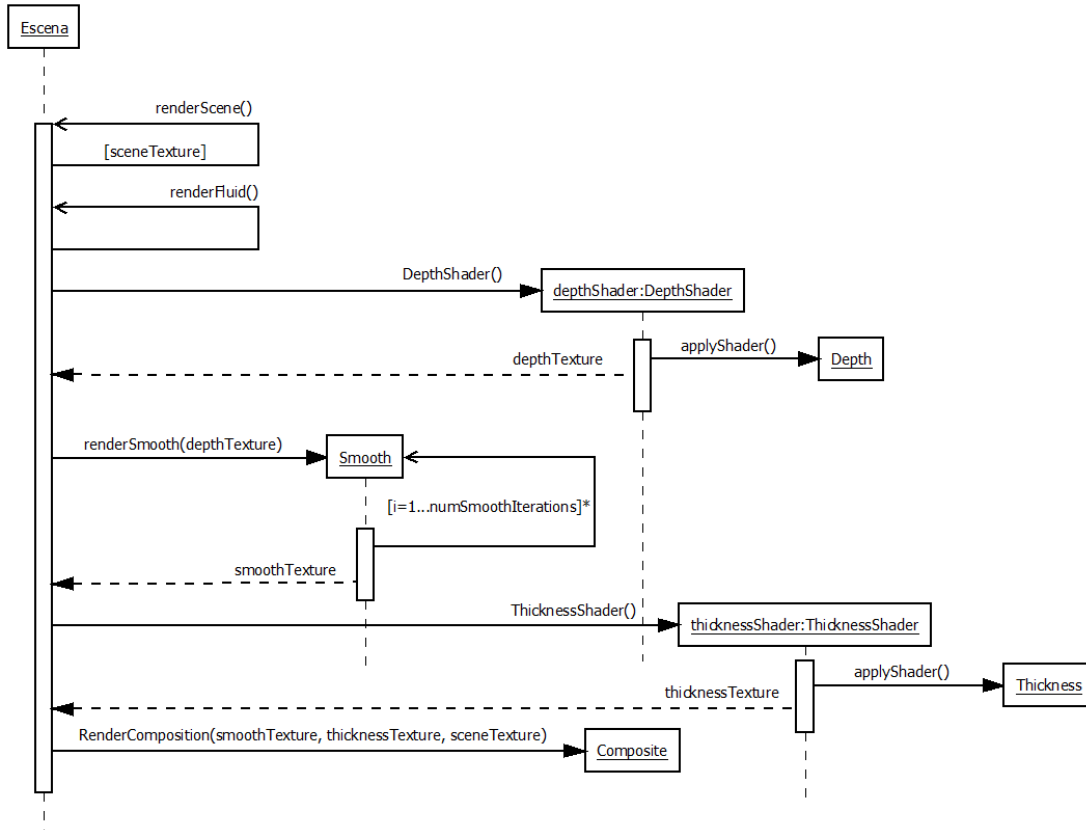 Escena
renderScene()
[sceneTexture]
renderFluid()
DepthShader()
depthShader:DepthShader
applyShader()
Depth
depthTexture
renderSmooth(depthTexture)
Smooth
[i=1...numSmoothIterations]*
smoothTexture
ThicknessShader()
thicknessShader:ThicknessShader
applyShader()
Thickness
thicknessTexture
RenderComposition(smoothTexture, thicknessTexture, sceneTexture)
Composite